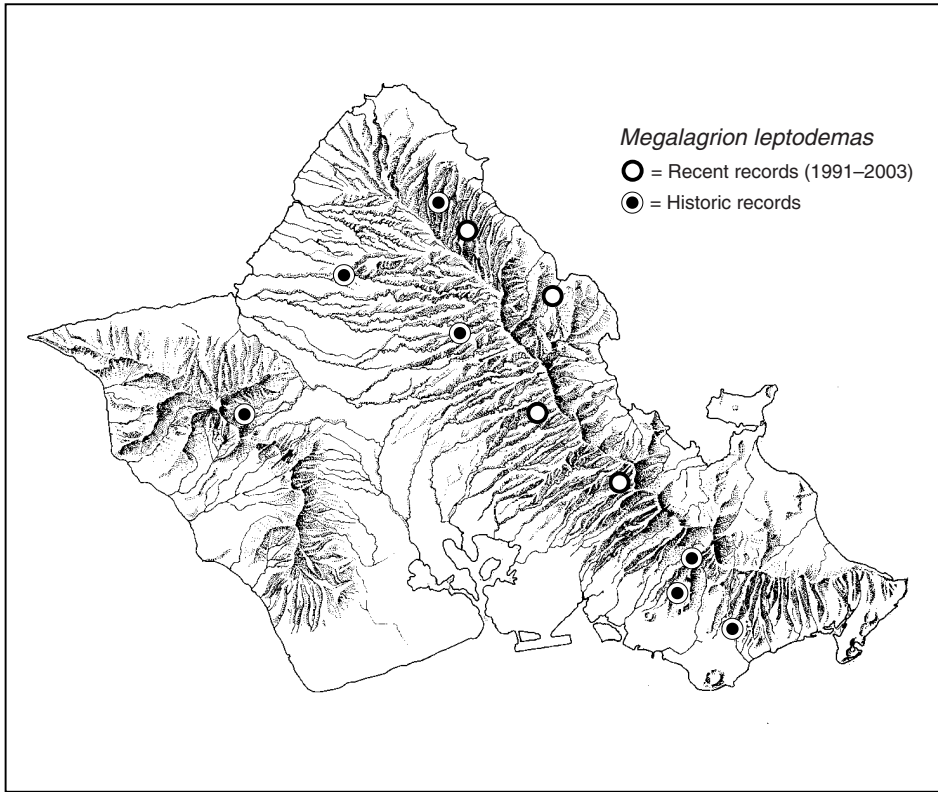 Megalagrion leptodemas
= Recent records (1991–2003)
= Historic records